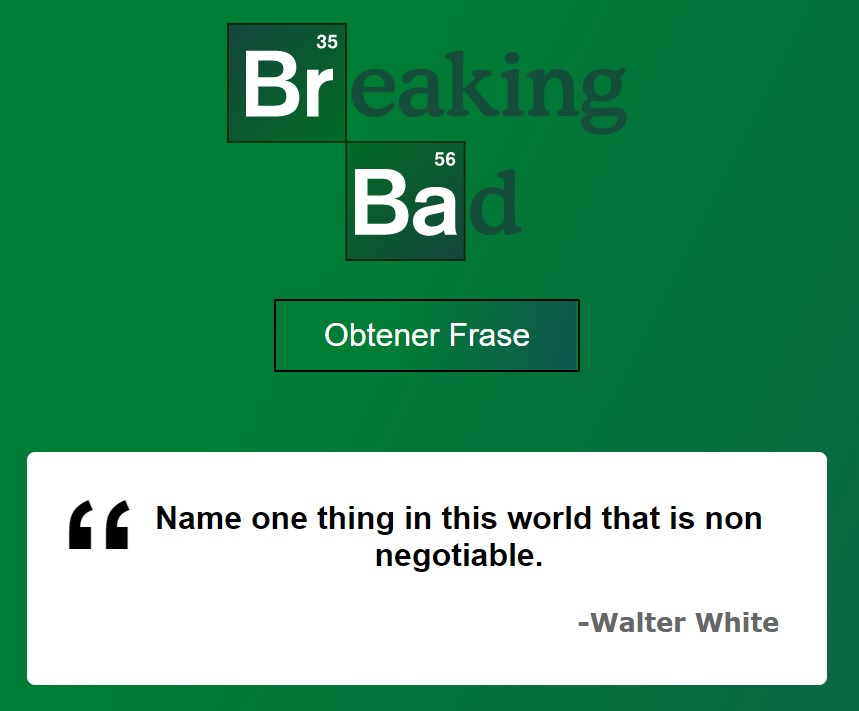 35
Breaking
56
Bad
Obtener Frase
“ Name one thing in this world that is non
negotiable.
-Walter White